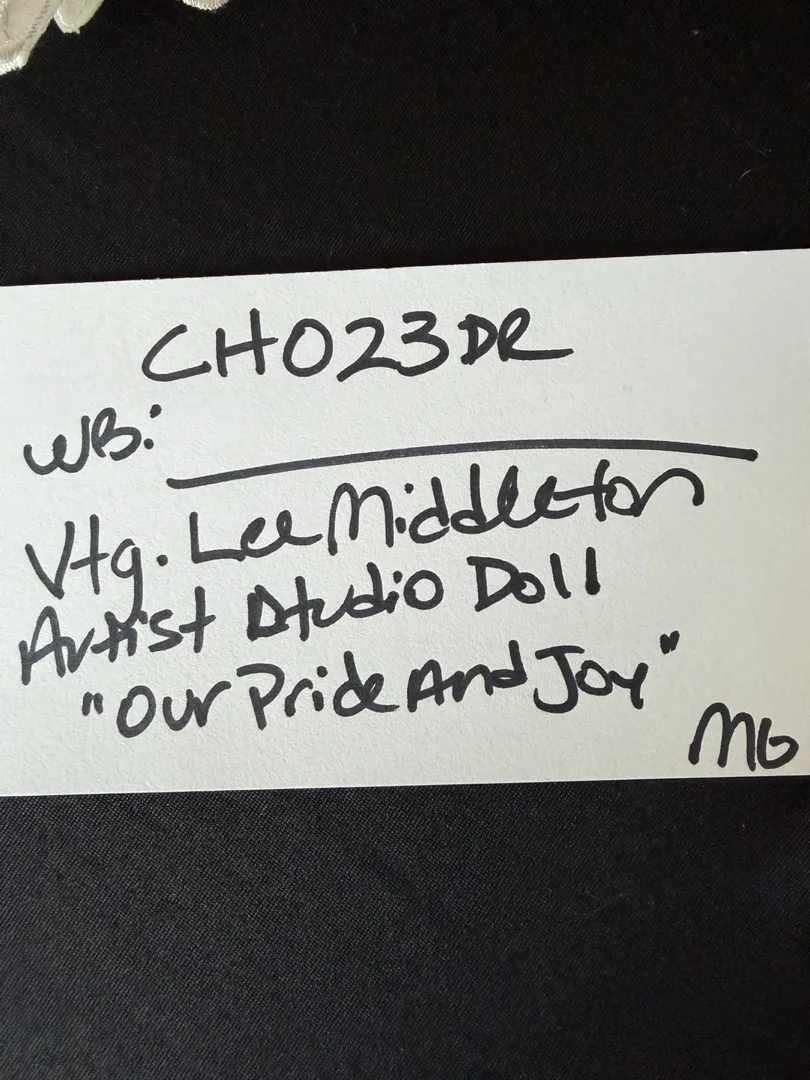 CH023DR
WB:
Vtg. Lee Middleton
Artist Studio Doll
"Our Pride And Joy"
MG